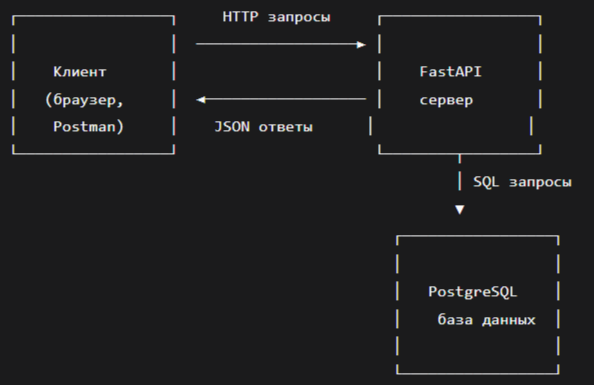 HTTP запросы
Клиент
(браузер,
Postman)
FastAPI
сервер
JSON ответы
SQL запросы
PostgreSQL
база данных